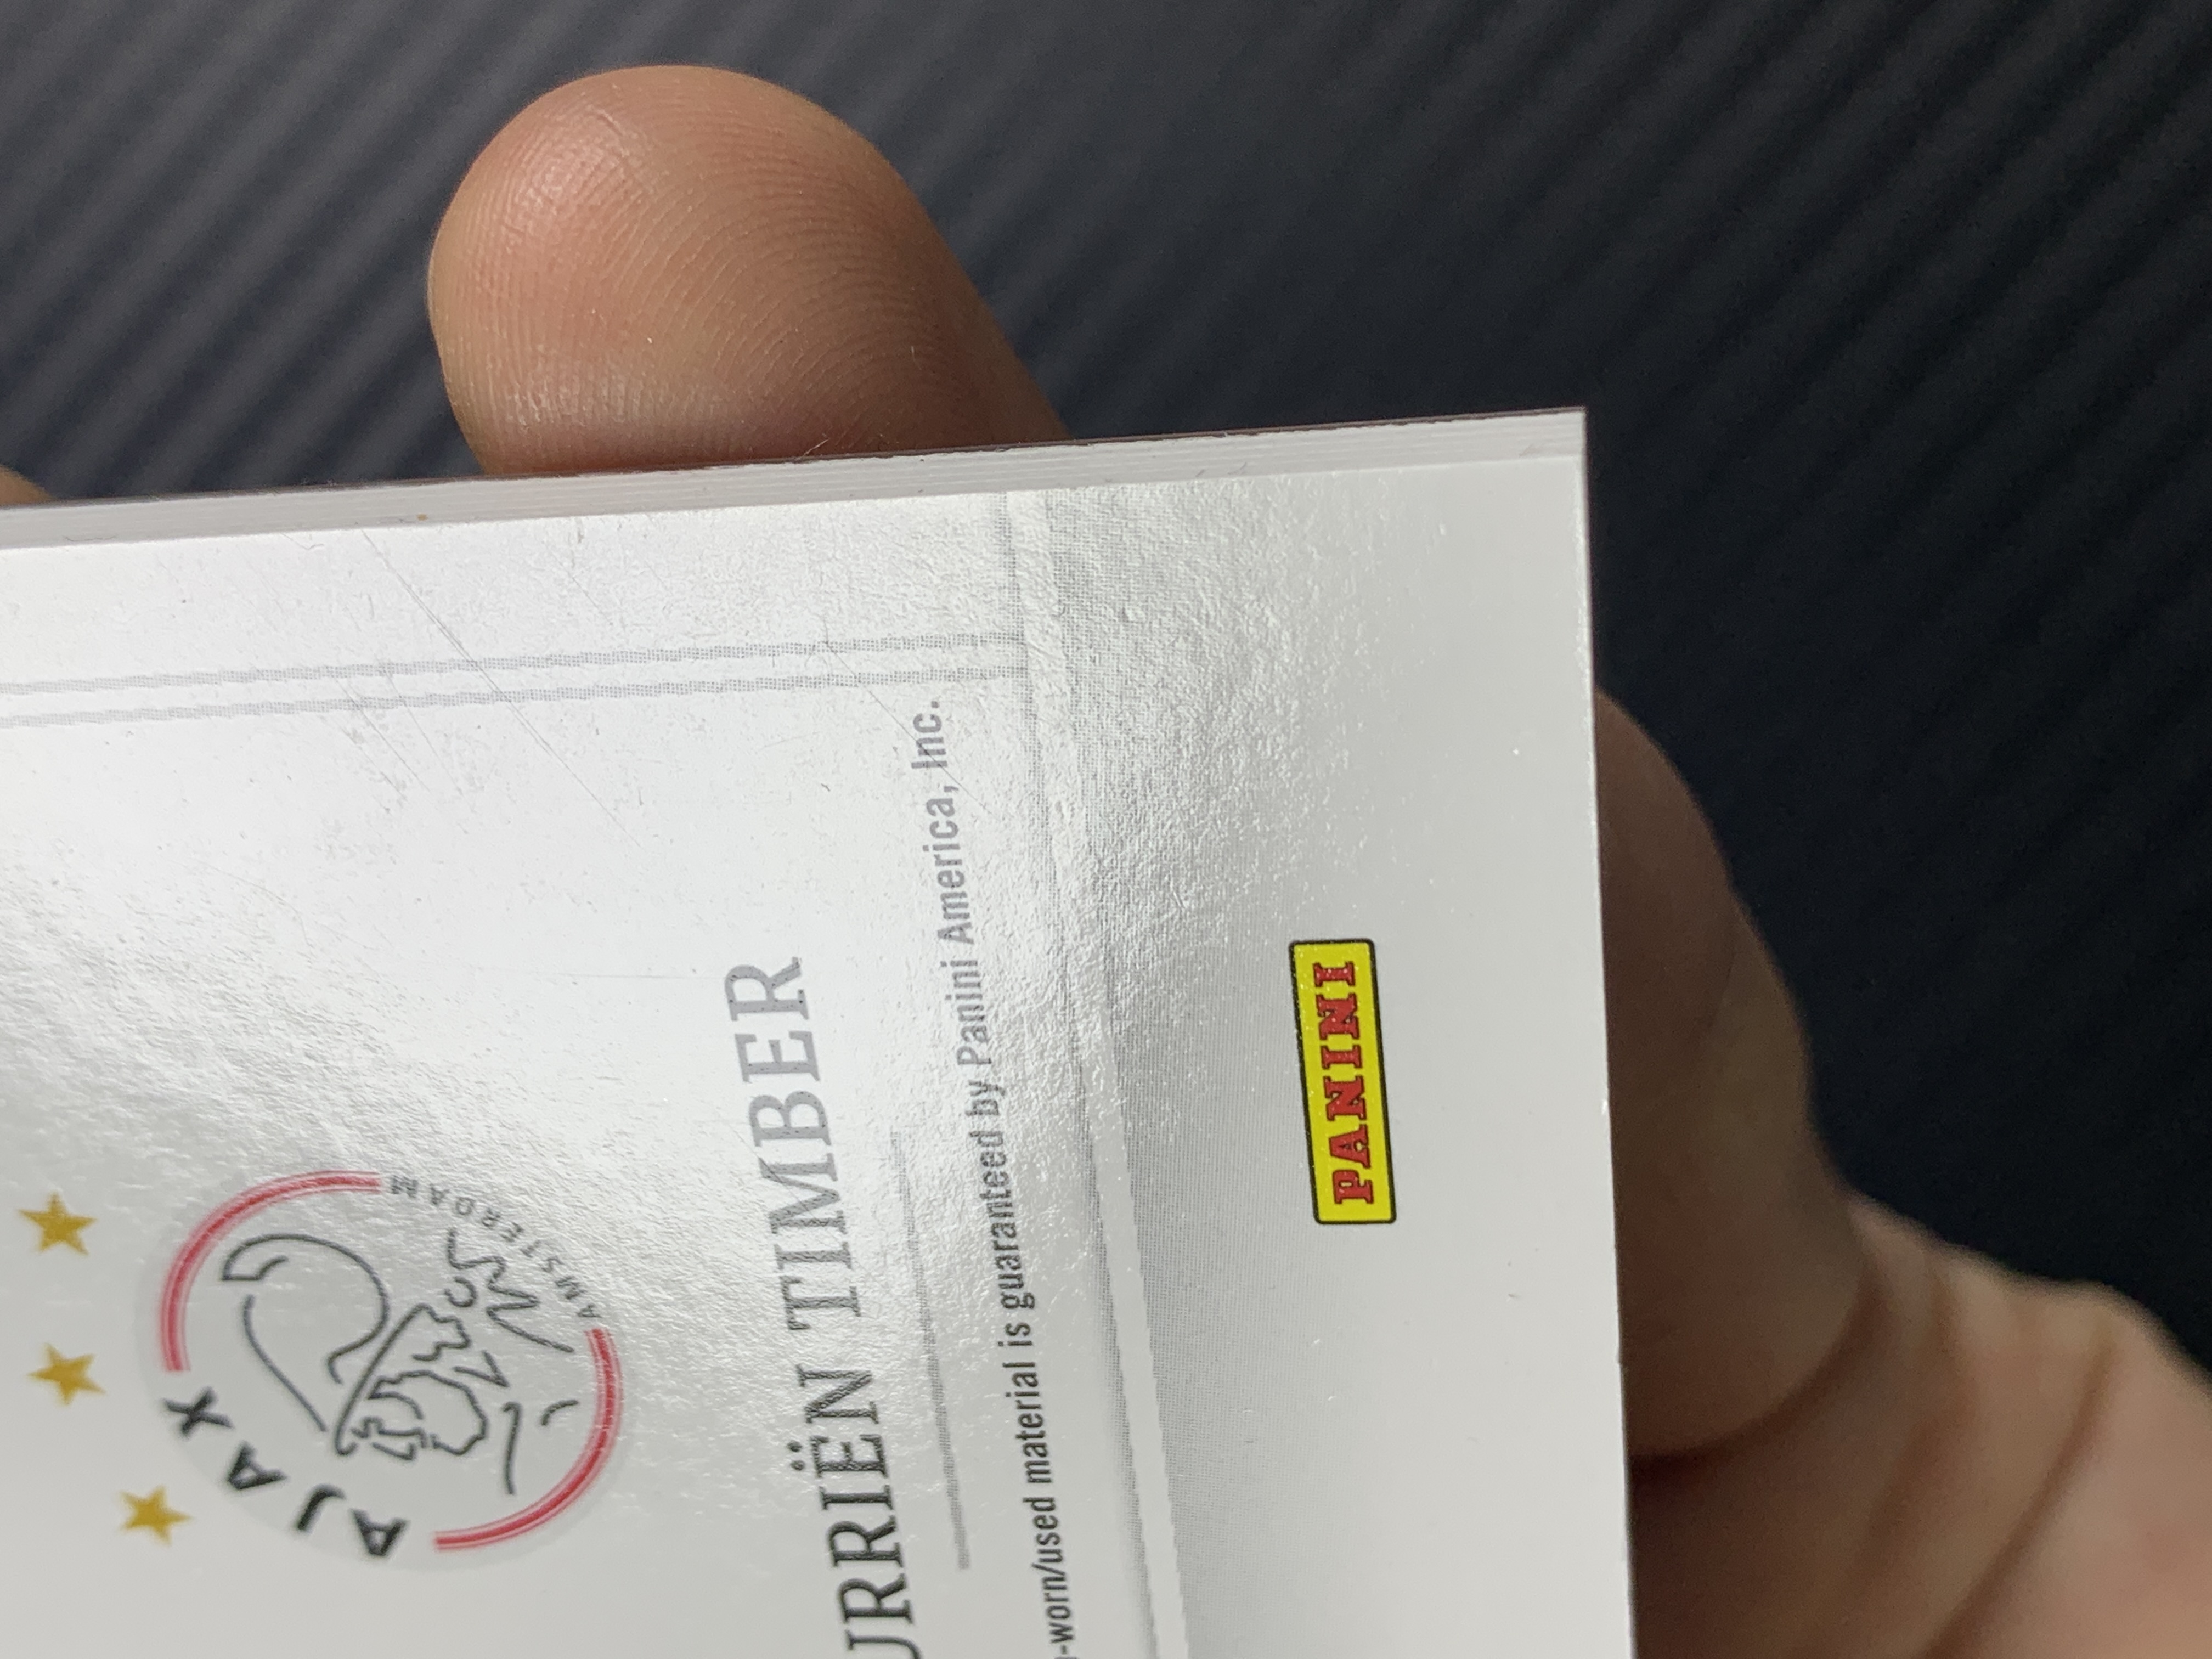 AJAX
AMSTERDAM
URRIËN TIMBER
-worn/used material is guaranteed by Panini America, Inc.
PANINI